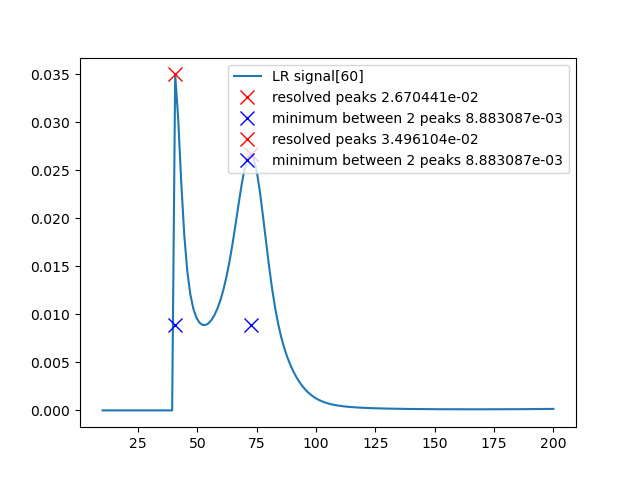 0.035
0.030
0.025
0.020
0.015
0.010
0.005
0.000
LR signal[60]
resolved peaks 2.670441e-02
minimum between 2 peaks 8.883087e-03
resolved peaks 3.496104e-02
minimum between 2 peaks 8.883087e-03
25 50 75 100 125 150 175 200